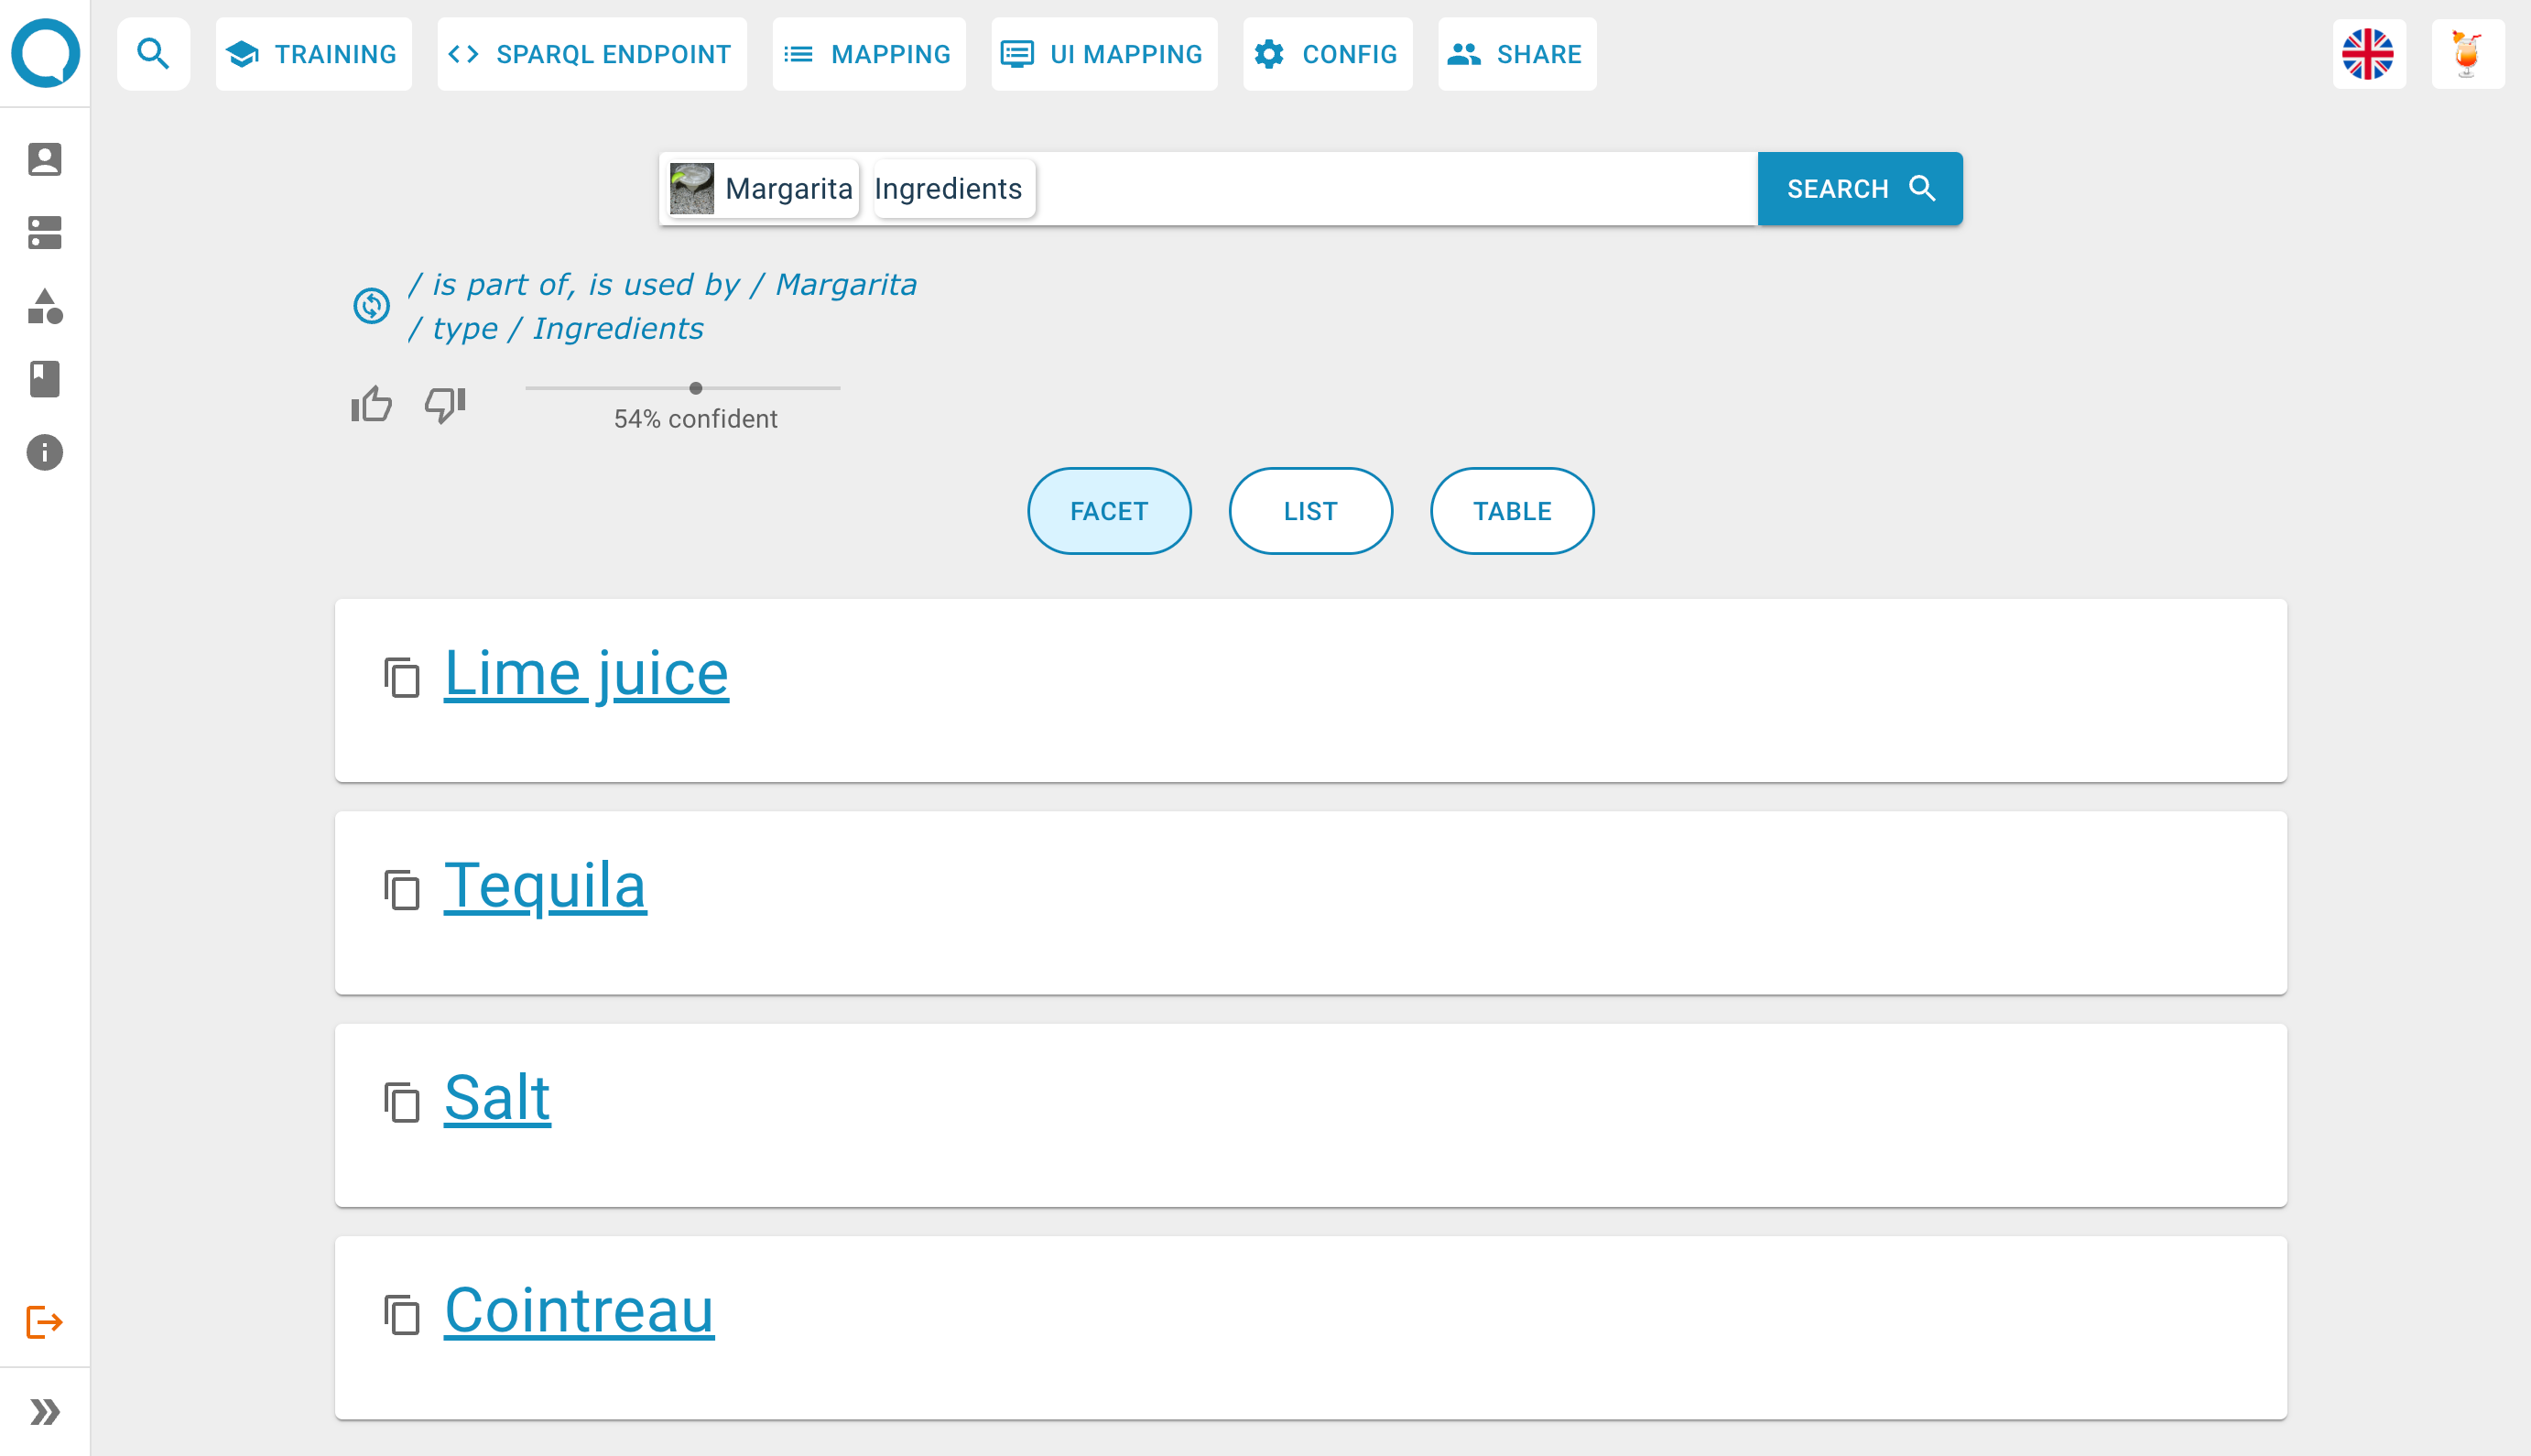 TRAINING
SPARQL ENDPOINT
MAPPING
UI MAPPING
CONFIG
SHARE
Margarita Ingredients
SEARCH
/ is part of, is used by / Margarita
/ type / Ingredients
54% confident
FACET
LIST
TABLE
Lime juice
Tequila
Salt
Cointreau